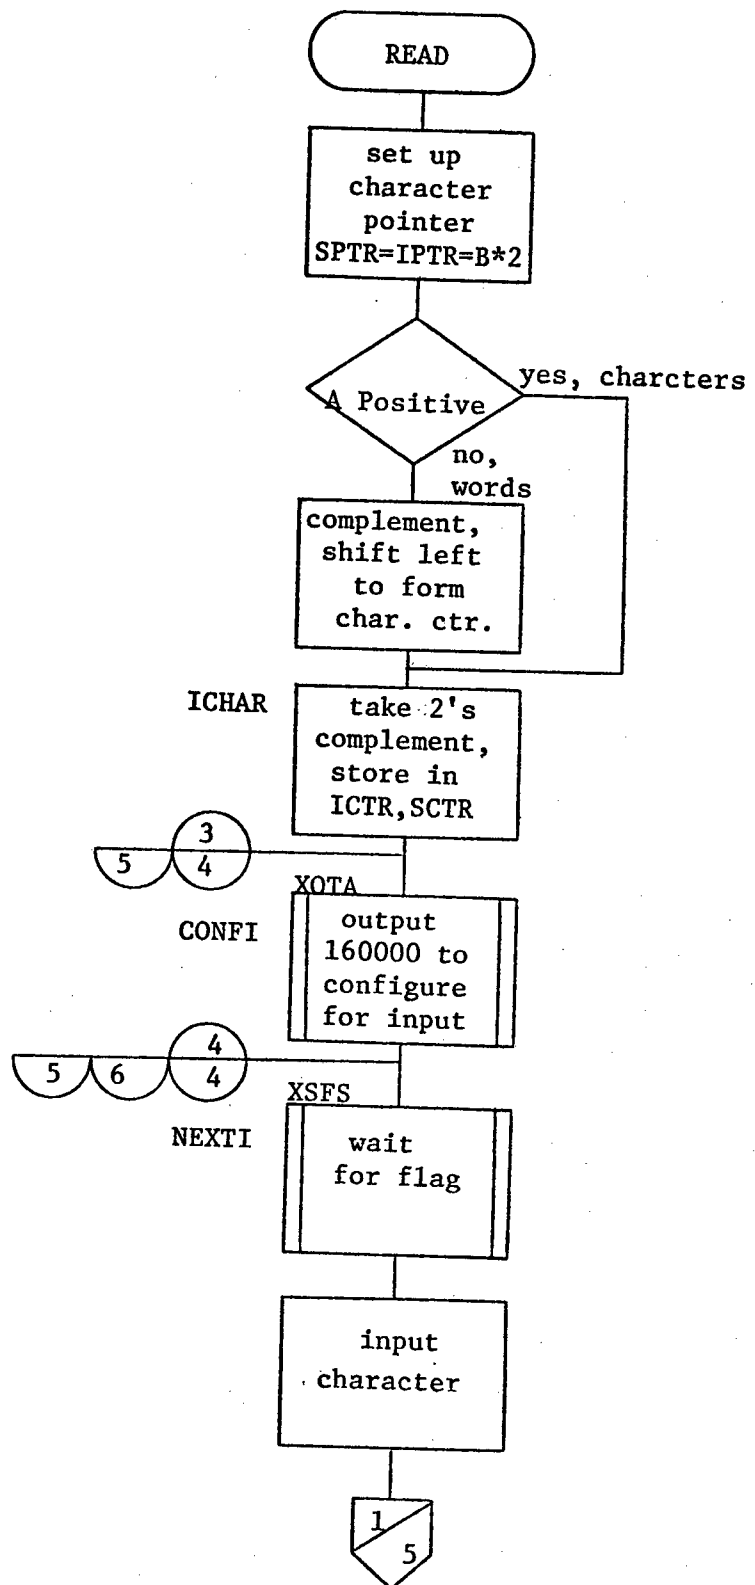 READ
set up
character
pointer
SPTR=IPTR=B*2
A Positive
yes, charcters
no,
words
complement,
shift left
to form
char. ctr.
ICHAR
take 2's
complement,
store in
ICTR,SCTR
3
5 4
XOTA
CONFI
output
160000 to
configure
for input
4
5 6 4
XSFS
NEXTI
wait
for flag
input
character
1
5